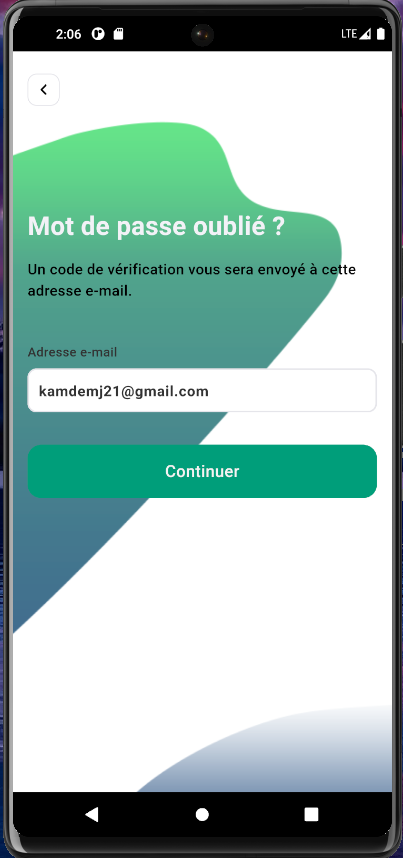 2:06
LTE
Mot de passe oublié ?
Un code de vérification vous sera envoyé à cette
adresse e-mail.
Adresse e-mail
kamdemj21@gmail.com
Continuer